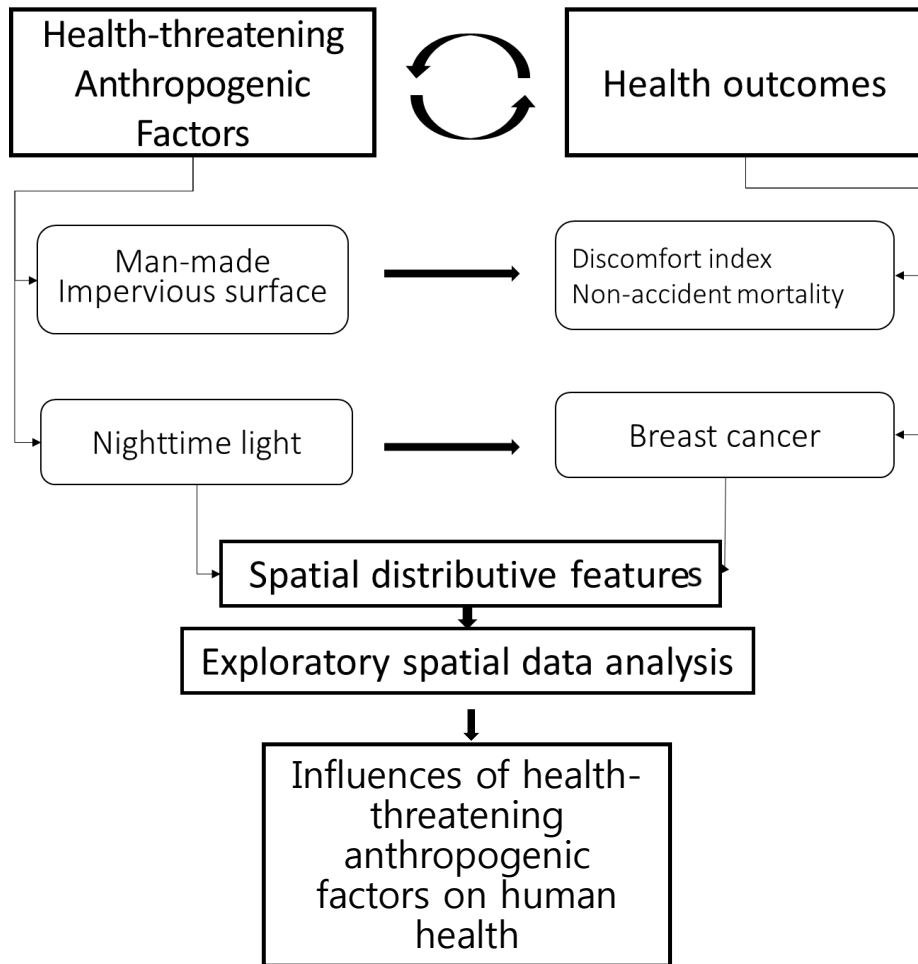 Health-threatening
Anthropogenic
Factors
Health outcomes
Man-made
Impervious surface
Discomfort index
Non-accident mortality
Nighttime light
Breast cancer
Spatial distributive features
Exploratory spatial data analysis
Influences of health-
threatening
anthropogenic
factors on human
health